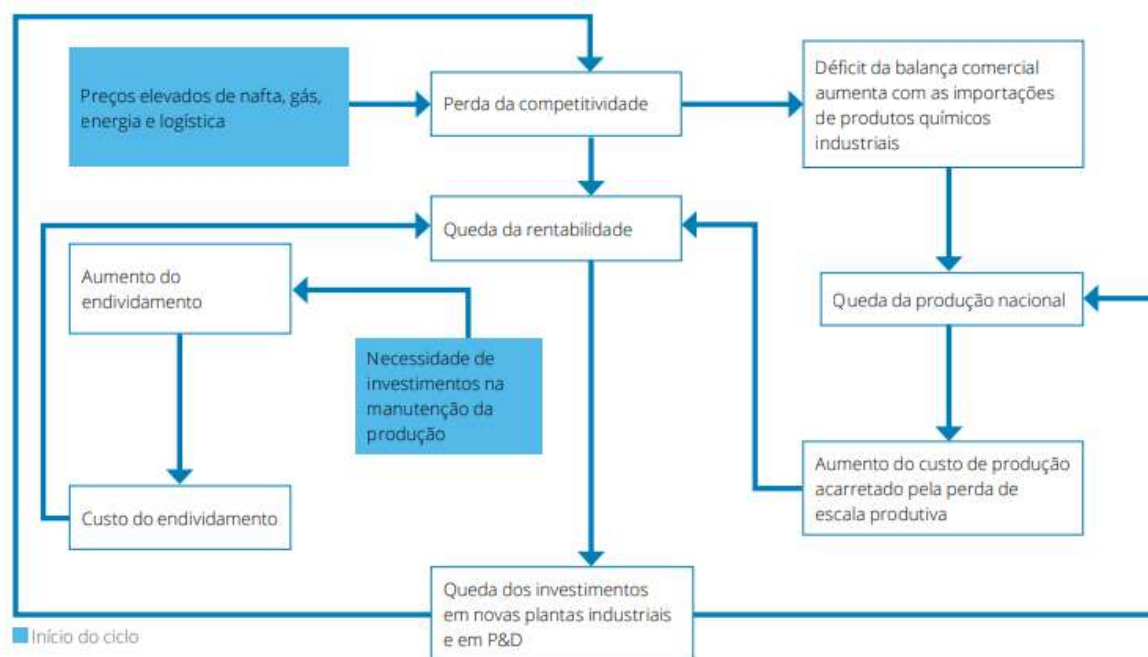 Preços elevados de nafta, gás,
energia e logística
Perda da competitividade
Déficit da balança comercial
aumenta com as importações
de produtos químicos
industriais
Queda da rentabilidade
Aumento do
endividamento
Queda da produção nacional
Necessidade de
investimentos na
manutenção da
produção
Custo do endividamento
Aumento do custo de produção
acarretado pela perda de
escala produtiva
Queda dos investimentos
em novas plantas industriais
e em P&D
Início do ciclo